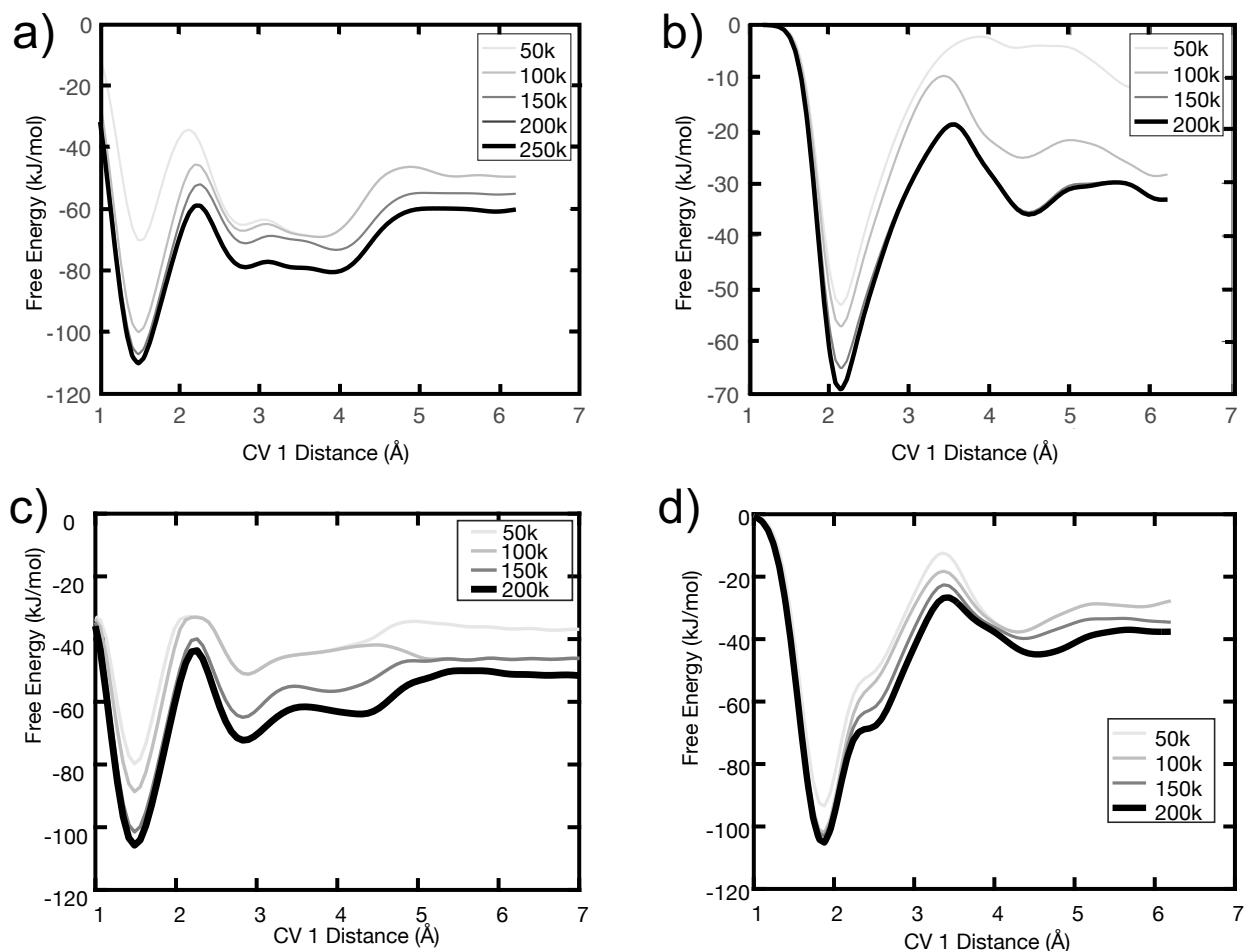 a)
0
-20
-40
-60
-80
-100
-120
Free Energy (kJ/mol)
50k
100k
150k
200k
250k
1 2 3 4 5 6 7
CV 1 Distance (Å)
b)
0
-10
-20
-30
-40
-50
-60
-70
Free Energy (kJ/mol)
50k
100k
150k
200k
1 2 3 4 5 6 7
CV 1 Distance (Å)
c)
0
-20
-40
-60
-80
-100
-120
Free Energy (kJ/mol)
50k
100k
150k
200k
1 2 3 4 5 6 7
CV 1 Distance (Å)
d)
0
-20
-40
-60
-80
-100
-120
Free Energy (kJ/mol)
50k
100k
150k
200k
1 2 3 4 5 6 7
CV 1 Distance (Å)